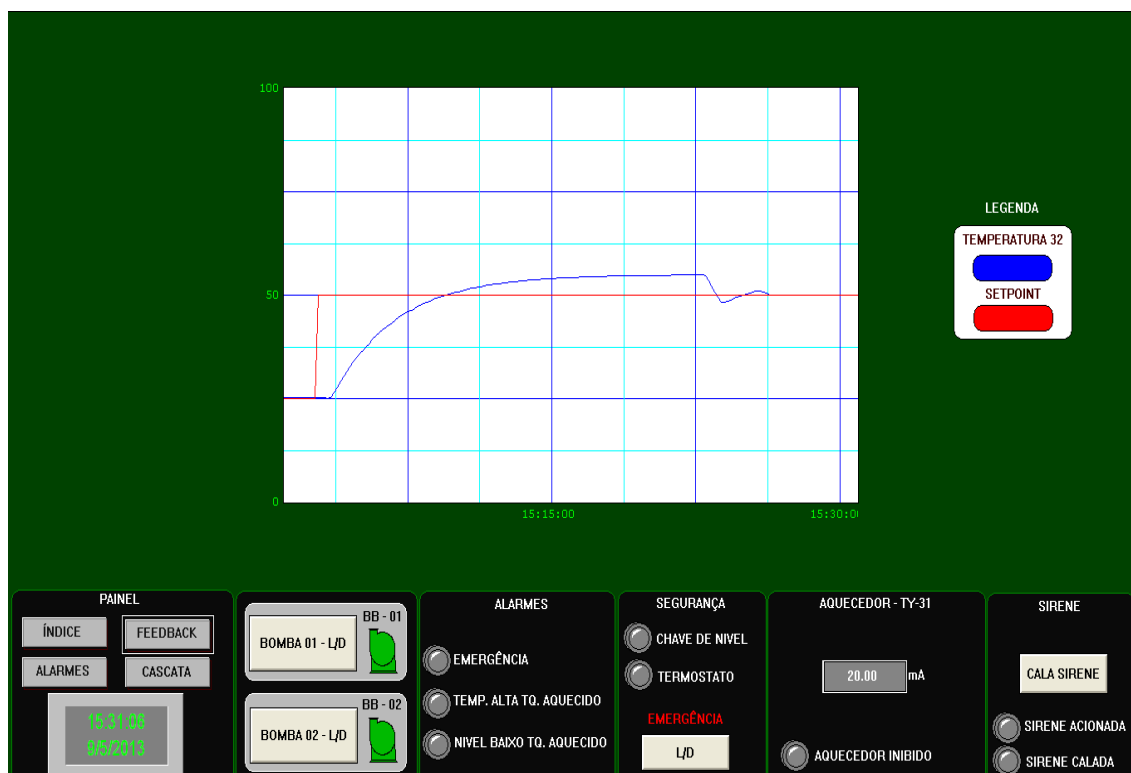 100
50
0
15:15:00
15:30:00
LEGENDA
TEMPERATURA 32
SETPOINT
PAINEL
ÍNDICE
FEEDBACK
ALARMES
CASCATA
15:31:06
9/5/2013
BB - 01
BOMBA 01 - L/D
BB - 02
BOMBA 02 - L/D
ALARMES
EMERGÊNCIA
TEMP. ALTA TQ. AQUECIDO
NIVEL BAIXO TQ. AQUECIDO
SEGURANÇA
CHAVE DE NIVEL
TERMOSTATO
EMERGÊNCIA
L/D
AQUECEDOR - TY-31
20.00 mA
AQUECEDOR INIBIDO
SIRENE
CALA SIRENE
SIRENE ACIONADA
SIRENE CALADA